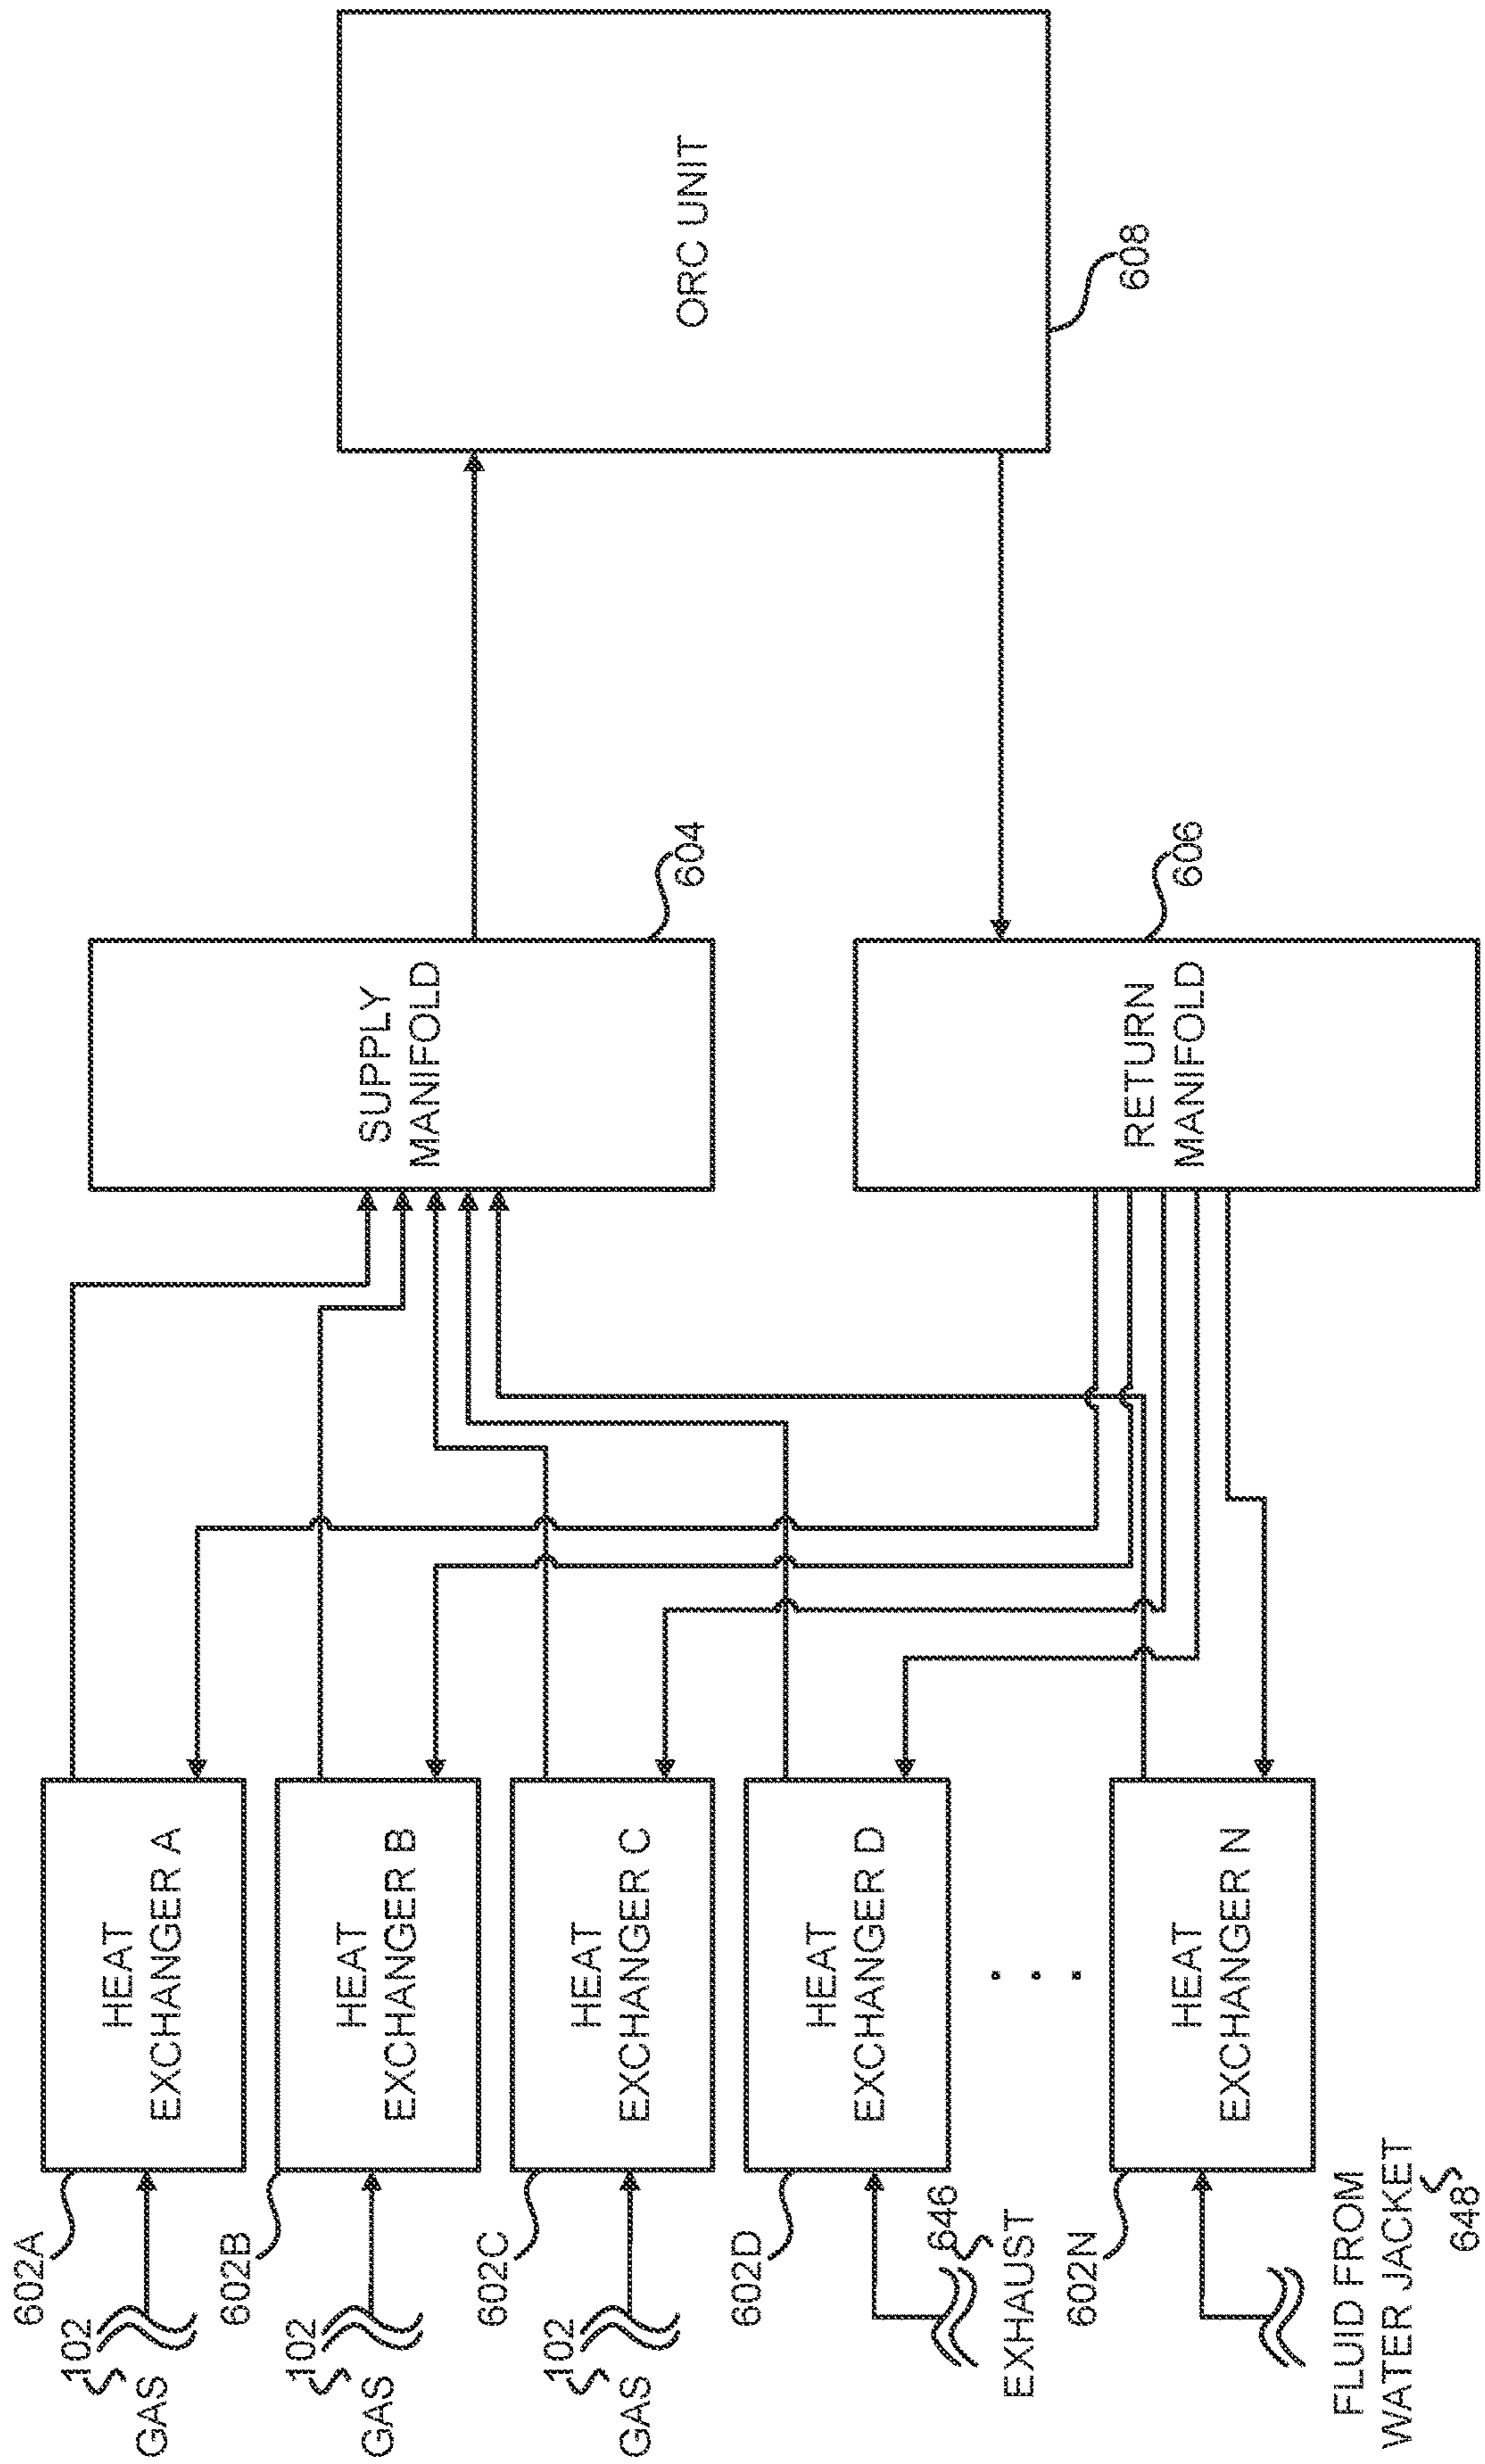 602A
102
GAS
HEAT
EXCHANGER A
602B
102
GAS
HEAT
EXCHANGER B
602C
102
GAS
HEAT
EXCHANGER C
602D
646
EXHAUST
HEAT
EXCHANGER D
. . .
602N
FLUID FROM
WATER JACKET
648
HEAT
EXCHANGER N
SUPPLY
MANIFOLD
604
RETURN
MANIFOLD
606
ORC UNIT
608